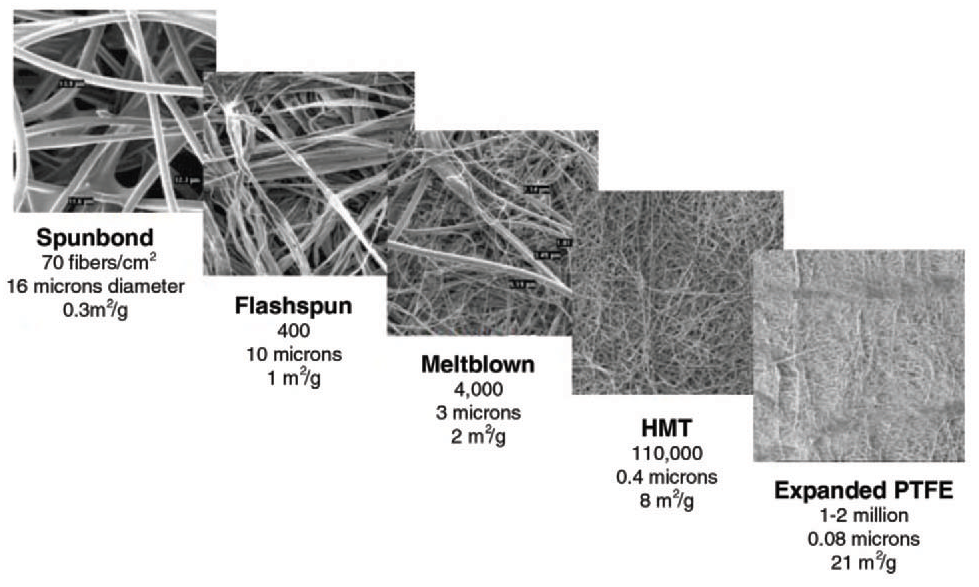 Spunbond
70 fibers/cm²
16 microns diameter
0.3m²/g
Flashspun
400
10 microns
1 m²/g
Meltblown
4,000
3 microns
2 m²/g
HMT
110,000
0.4 microns
8 m²/g
Expanded PTFE
1-2 million
0.08 microns
21 m²/g